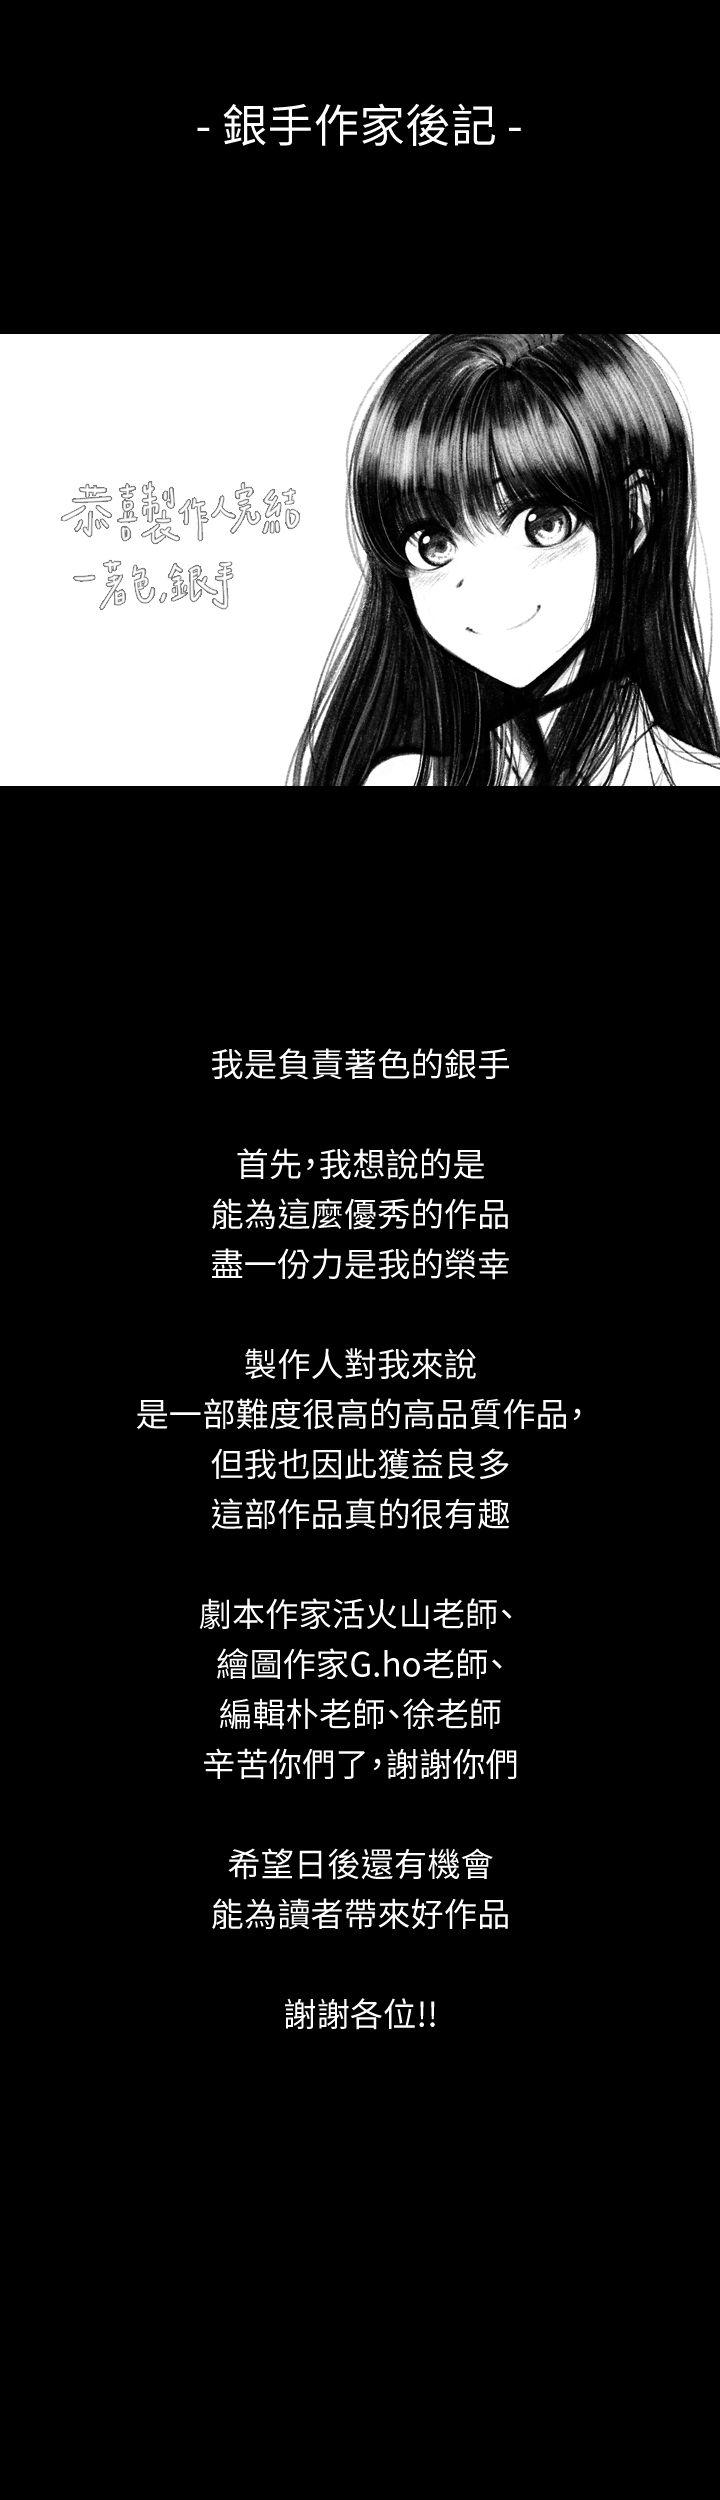 - 銀手作家後記 -
恭喜製作人完結
一著色,銀手
我是負責著色的銀手
首先，我想說的是
能為這麼優秀的作品
盡一份力是我的榮幸
製作人對我來說
是一部難度很高的高品質作品，
但我也因此獲益良多
這部作品真的很有趣
劇本作家活火山老師、
繪圖作家G.ho老師、
編輯朴老師、徐老師
辛苦你們了，謝謝你們
希望日後還有機會
能為讀者帶來好作品
謝謝各位!!